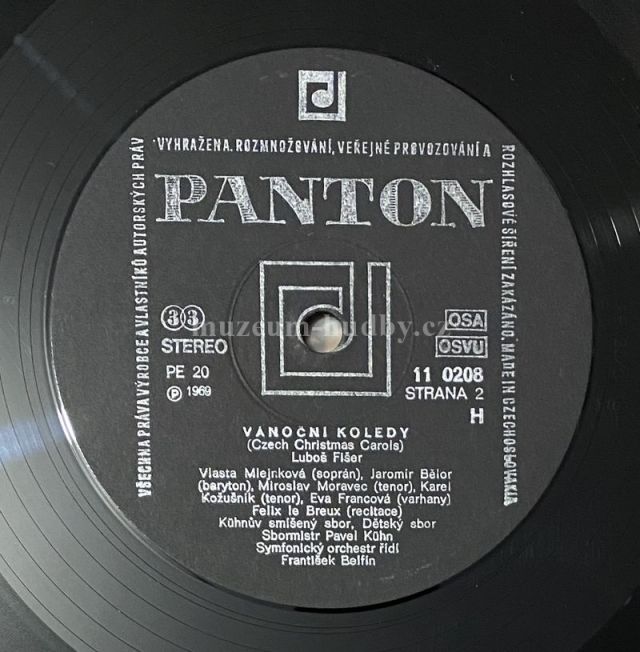 VYHRAŽENA. ROZMNOŽOVÁNÍ, VEŘEJNÉ PROVOZOVÁNÍ A
VŠECHNA PRÁVA VÝROBCE A VLASTNÍKŮ AUTORSKÝCH PRÁV
ROZHLASOVÉ ŠÍŘENÍ ZAKÁZÁNO. MADE IN CZECHOSLOVAKIA
PANTON
muzeum-hudby.cz
33
STEREO
PE 20
Ⓟ 1969
OSA
OSVU
11 0208
STRANA 2
H
VÁNOČNÍ KOLEDY
(Czech Christmas Carols)
Luboš Fišer
Vlasta Mlejnková (soprán), Jaromír Bělor
(baryton), Miroslav Moravec (tenor), Karel
Kožušník (tenor), Eva Francová (varhany)
Felix le Breux (recitace)
Kühnův smíšený sbor, Dětský sbor
Sbormistr Pavel Kühn
Symfonický orchestr řídí
František Belfín